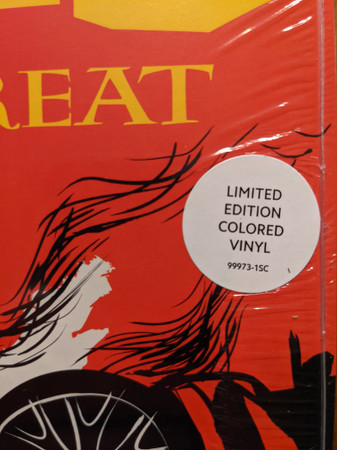 REAT
LIMITED
EDITION
COLORED
VINYL
99973-1SC